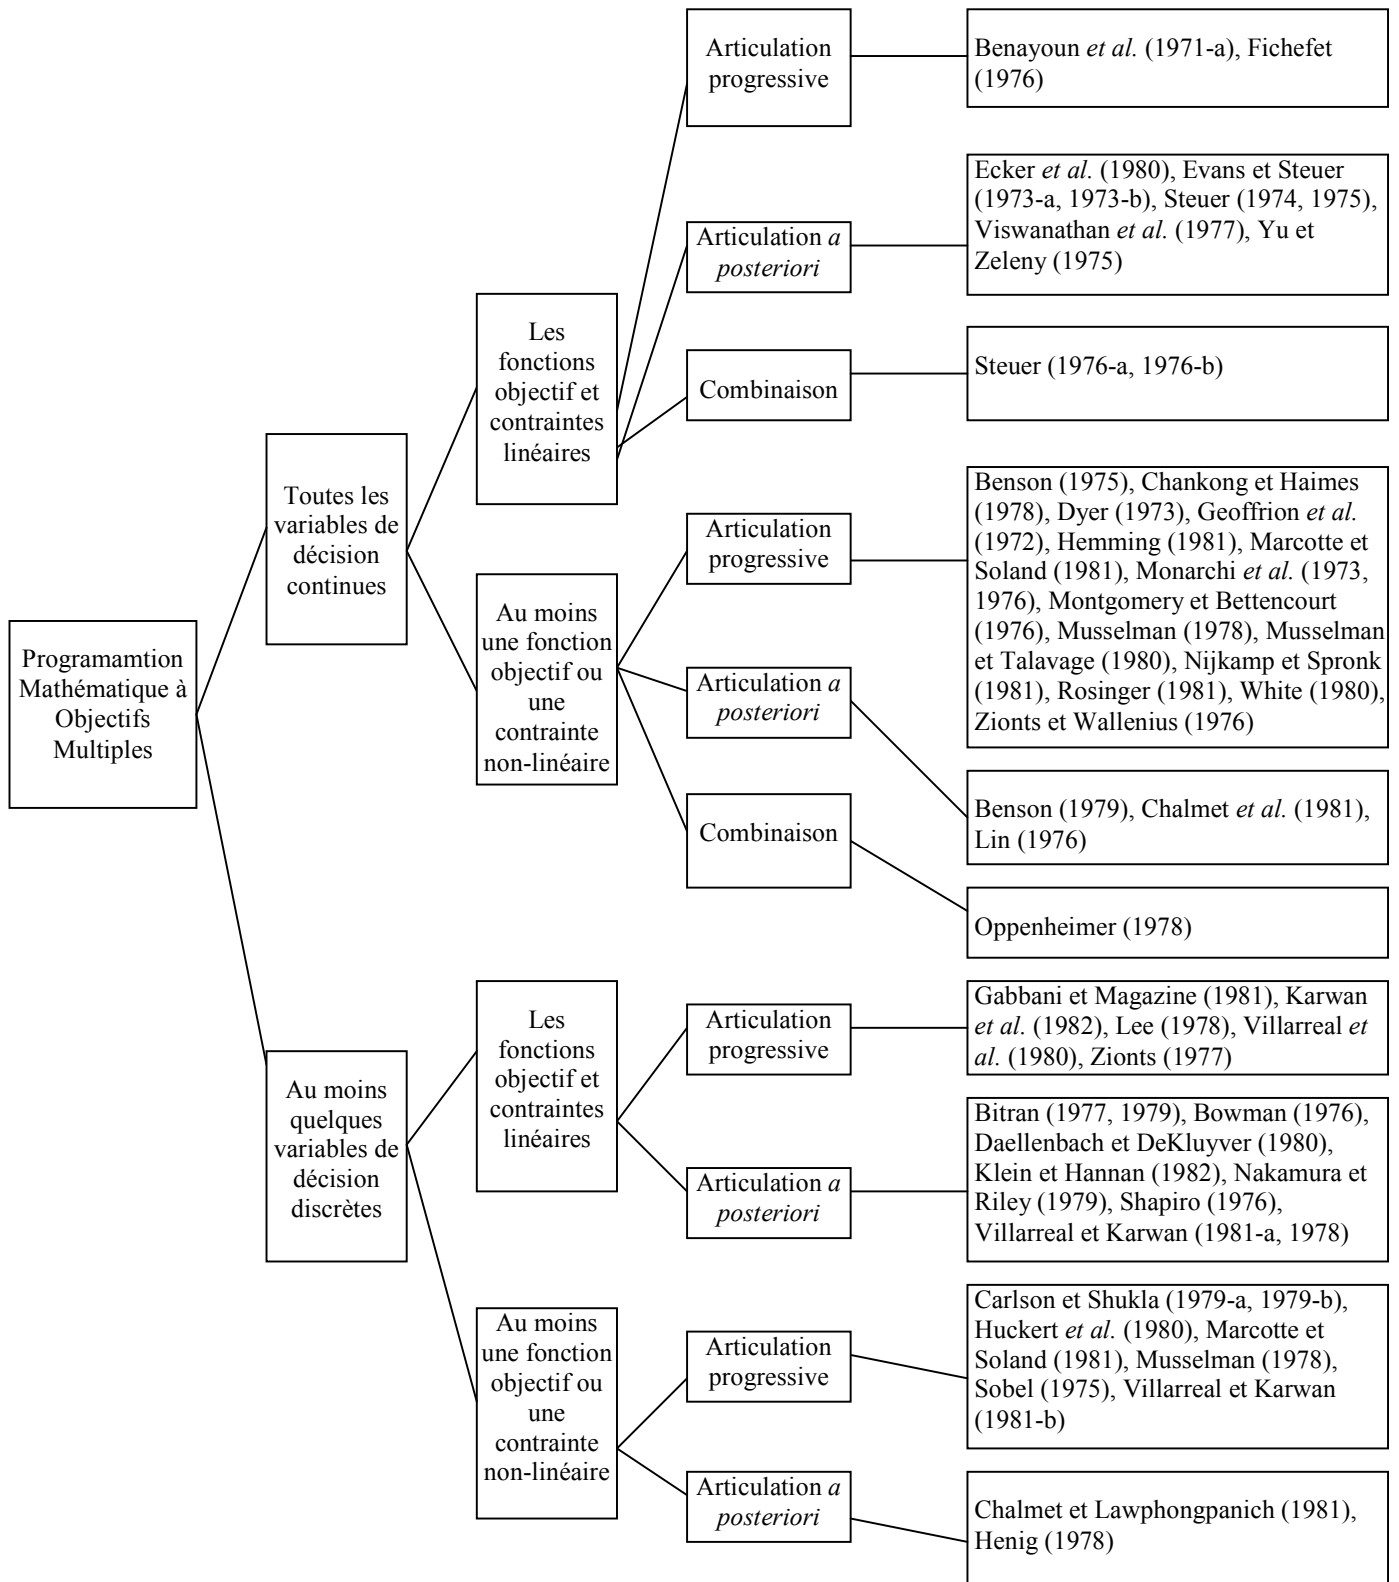 Programamtion
Mathématique à
Objectifs
Multiples
Toutes les
variables de
décision
continues
Les
fonctions
objectif et
contraintes
linéaires
Articulation
progressive
Benayoun et al. (1971-a), Fichefet
(1976)
Articulation a
posteriori
Ecker et al. (1980), Evans et Steuer
(1973-a, 1973-b), Steuer (1974, 1975),
Viswanathan et al. (1977), Yu et
Zeleny (1975)
Combinaison
Steuer (1976-a, 1976-b)
Au moins
une fonction
objectif ou
une
contrainte
non-linéaire
Articulation
progressive
Benson (1975), Chankong et Haimes
(1978), Dyer (1973), Geoffrion et al.
(1972), Hemming (1981), Marcotte et
Soland (1981), Monarchi et al. (1973,
1976), Montgomery et Bettencourt
(1976), Musselman (1978), Musselman
et Talavage (1980), Nijkamp et Spronk
(1981), Rosinger (1981), White (1980),
Zionts et Wallenius (1976)
Articulation a
posteriori
Benson (1979), Chalmet et al. (1981),
Lin (1976)
Combinaison
Oppenheimer (1978)
Au moins
quelques
variables de
décision
discrètes
Les
fonctions
objectif et
contraintes
linéaires
Articulation
progressive
Gabbani et Magazine (1981), Karwan
et al. (1982), Lee (1978), Villarreal et
al. (1980), Zionts (1977)
Articulation a
posteriori
Bitran (1977, 1979), Bowman (1976),
Daellenbach et DeKluyver (1980),
Klein et Hannan (1982), Nakamura et
Riley (1979), Shapiro (1976),
Villarreal et Karwan (1981-a, 1978)
Au moins
une fonction
objectif ou
une
contrainte
non-linéaire
Articulation
progressive
Carlson et Shukla (1979-a, 1979-b),
Huckert et al. (1980), Marcotte et
Soland (1981), Musselman (1978),
Sobel (1975), Villarreal et Karwan
(1981-b)
Articulation a
posteriori
Chalmet et Lawphongpanich (1981),
Henig (1978)